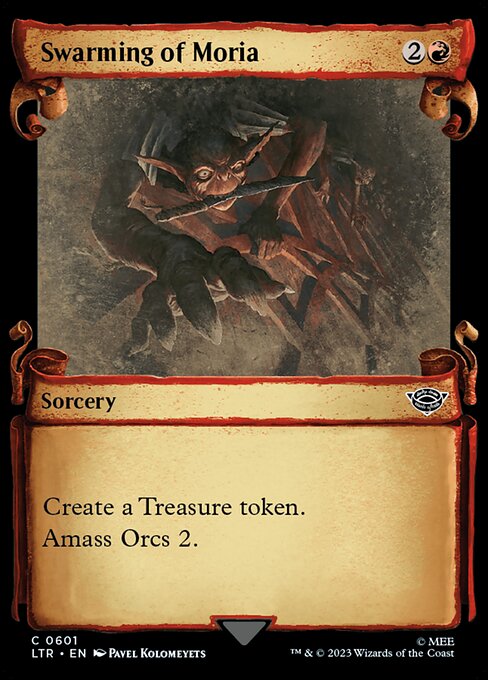 Swarming of Moria 2
Sorcery
Create a Treasure token.
Amass Orcs 2.
C 0601
LTR • EN Pavel Kolomeyets
© MEE
™ & © 2023 Wizards of the Coast